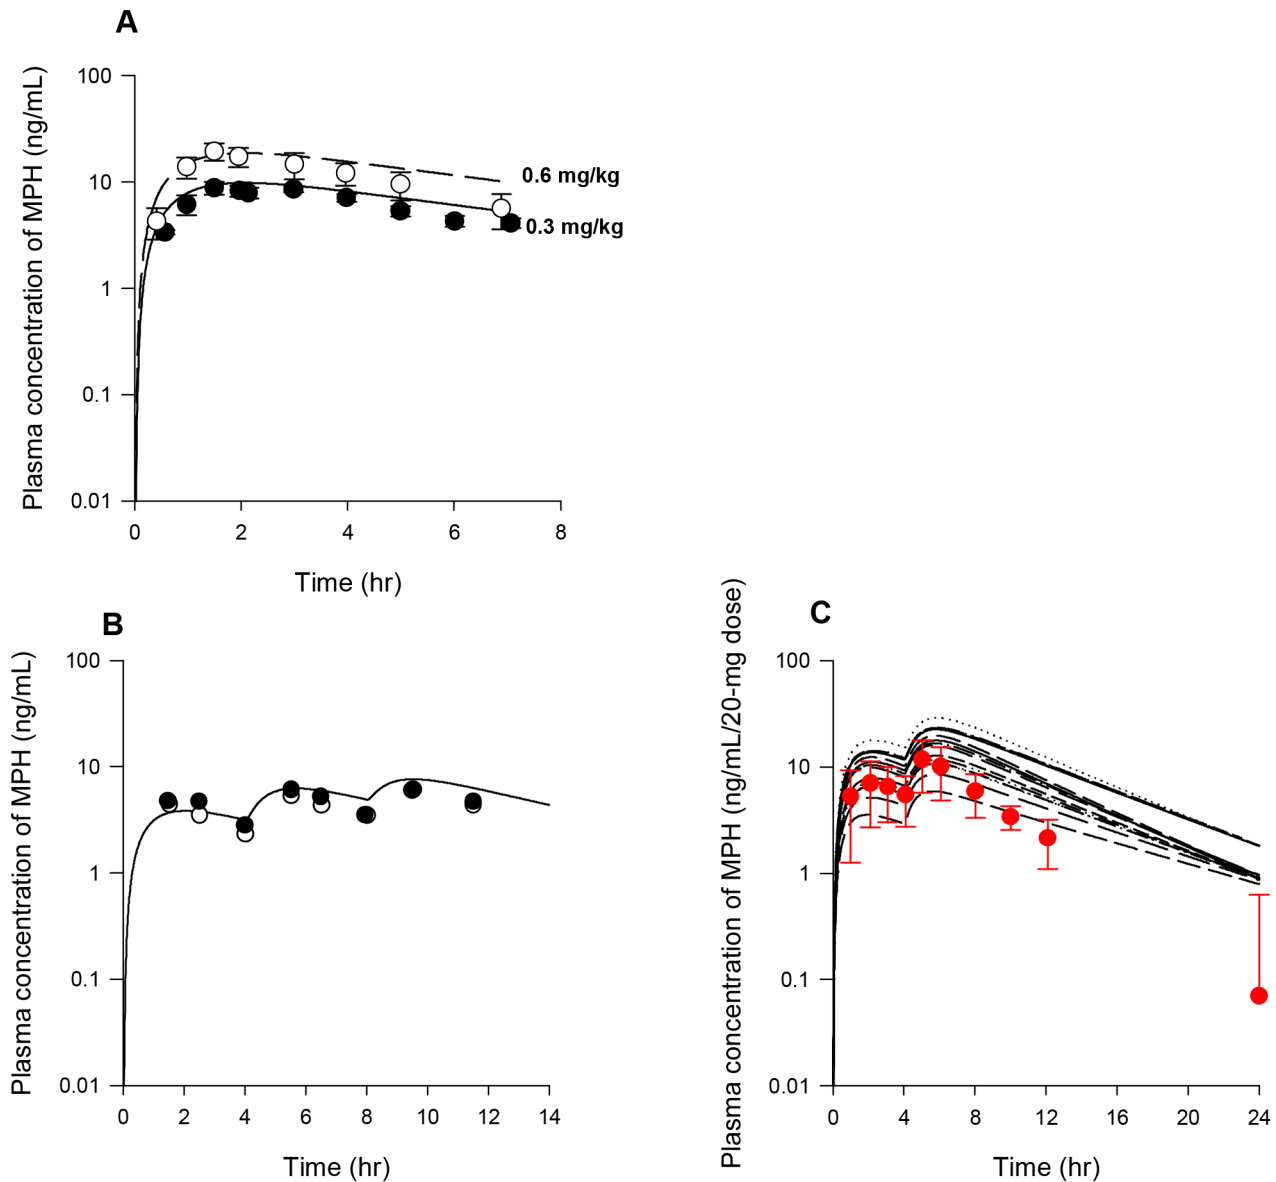 A
Plasma concentration of MPH (ng/mL)
100
10
1
0.1
0.01
0.6 mg/kg
0.3 mg/kg
0 2 4 6 8
Time (hr)
B
Plasma concentration of MPH (ng/mL)
100
10
1
0.1
0.01
0 2 4 6 8 10 12 14
Time (hr)
C
Plasma concentration of MPH (ng/mL/20-mg dose)
100
10
1
0.1
0.01
0 4 8 12 16 20 24
Time (hr)